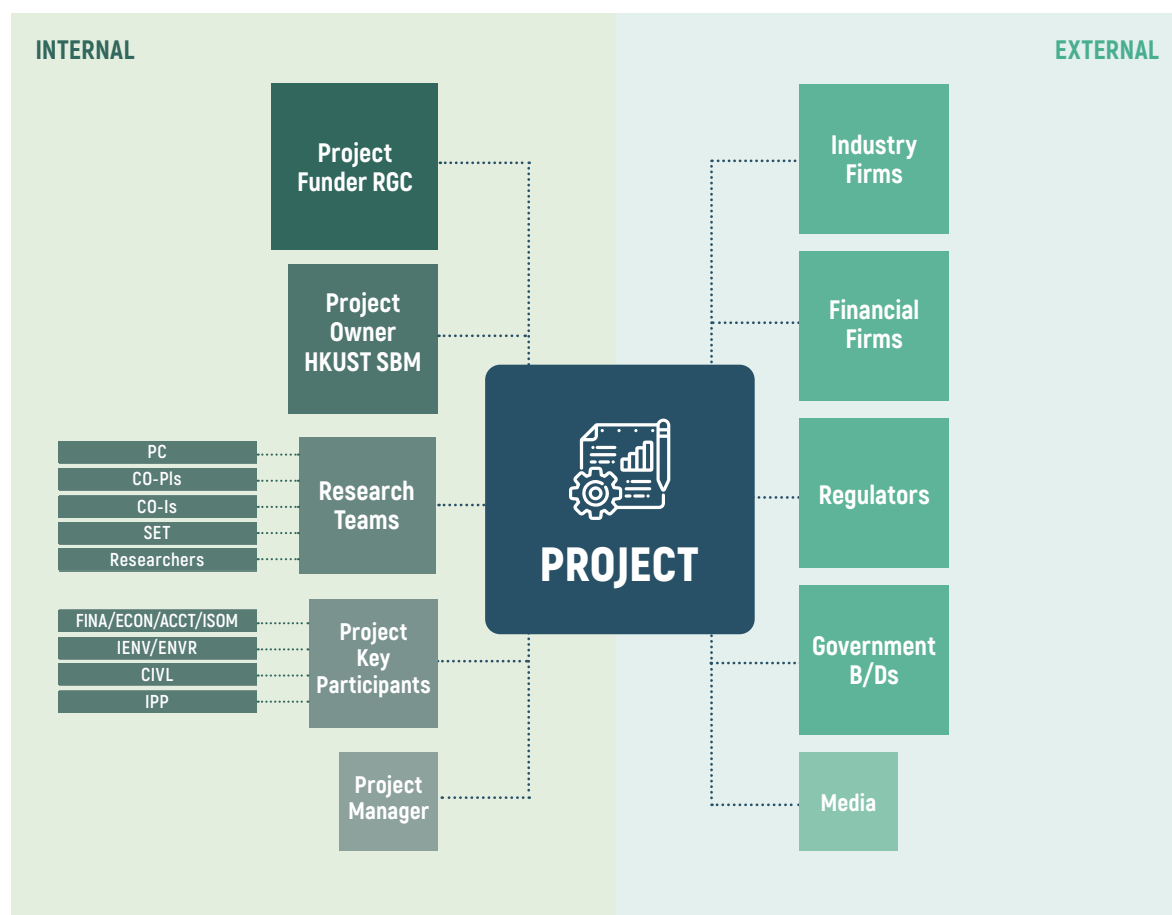 INTERNAL
EXTERNAL
Project
Funder RGC
Project
Owner
HKUST SBM
PC
CO-PIs
CO-Is
SET
Researchers
Research
Teams
FINA/ECON/ACCT/ISOM
IENV/ENVR
CIVL
IPP
Project
Key
Participants
Project
Manager
PROJECT
Industry
Firms
Financial
Firms
Regulators
Government
B/Ds
Media